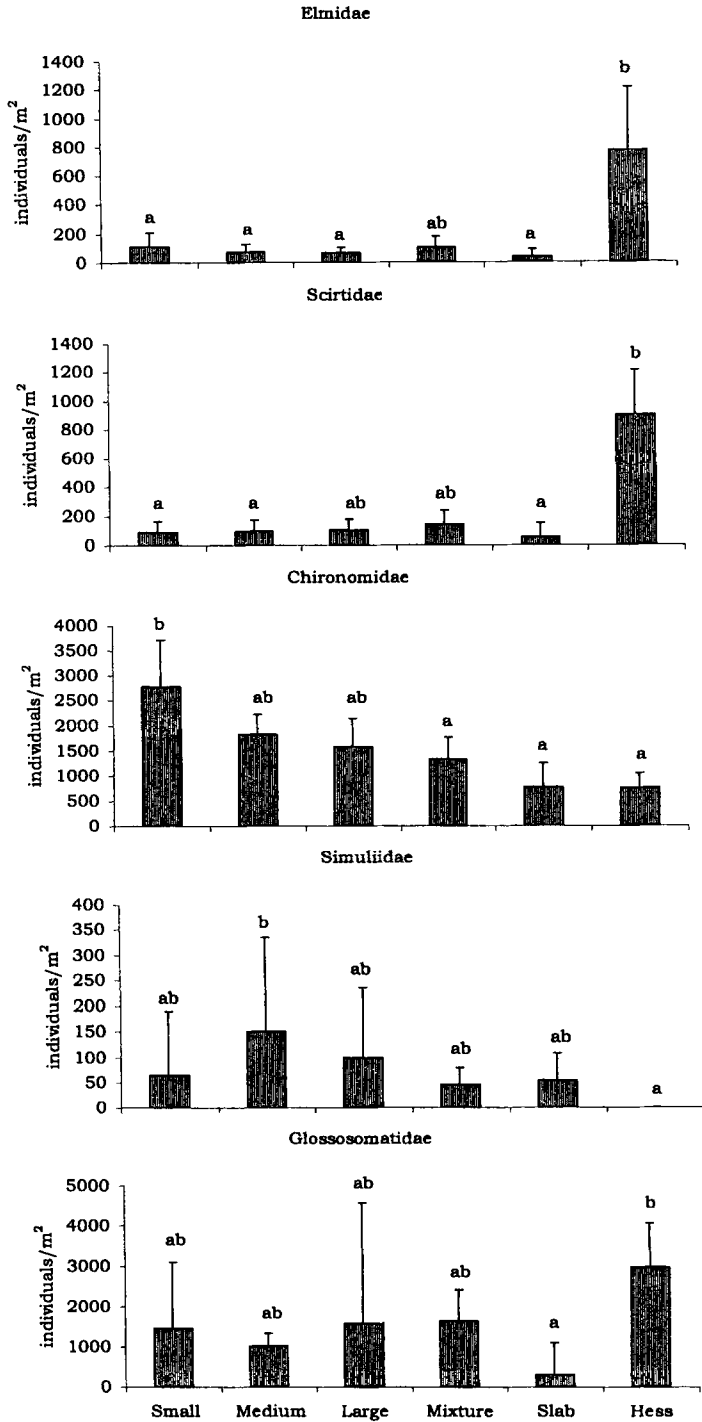 Elmidae
individuals/m²
1400
1200
1000
800
600
400
200
0
a
a
a
ab
a
b
Scirtidae
individuals/m²
1400
1200
1000
800
600
400
200
0
a
a
ab
ab
a
b
Chironomidae
individuals/m²
4000
3500
3000
2500
2000
1500
1000
500
0
b
ab
ab
a
a
a
Simuliidae
individuals/m²
400
350
300
250
200
150
100
50
0
ab
b
ab
ab
ab
a
Glossosomatidae
individuals/m²
5000
4000
3000
2000
1000
0
ab
ab
ab
ab
a
b
Small Medium Large Mixture Slab Hess